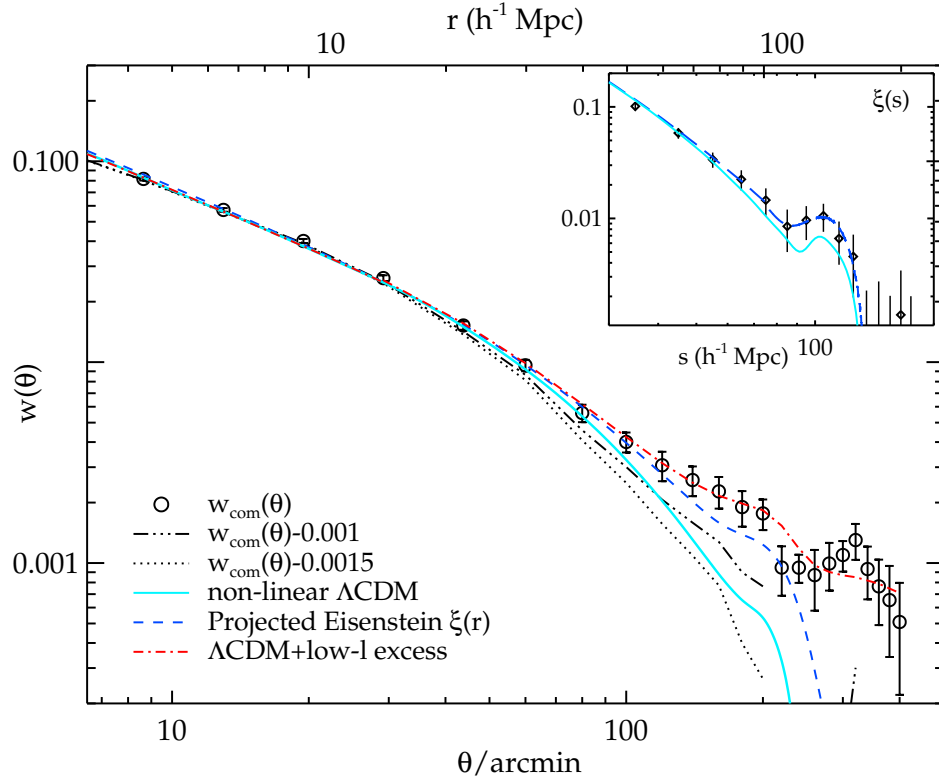 r (h⁻¹ Mpc)
10 100
ξ(s)
0.1
0.01
100
s (h⁻¹ Mpc)
0.100
w(θ)
0.001
w_com(θ)
w_com(θ)-0.001
w_com(θ)-0.0015
non-linear ΛCDM
Projected Eisenstein ξ(r)
ΛCDM+low-l excess
10 100
θ/arcmin